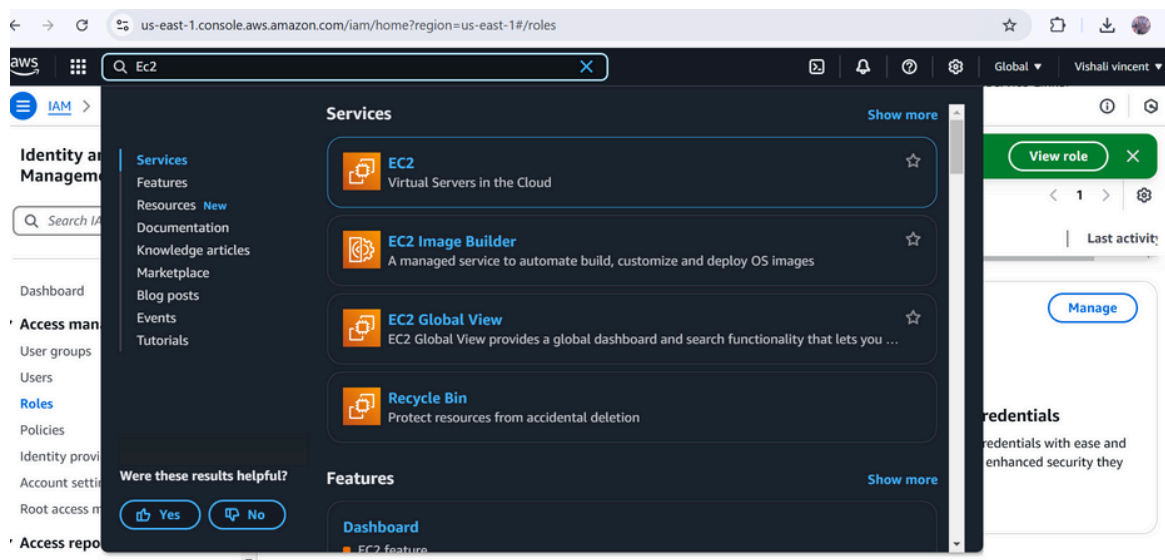 us-east-1.console.aws.amazon.com/iam/home?region=us-east-1#/roles
aws
Ec2
Global
Vishali vincent
IAM
Identity a
Managem
Search IA
Dashboard
Access man
User groups
Users
Roles
Policies
Identity provi
Account setti
Root access m
Access repo
Services
Features
Resources New
Documentation
Knowledge articles
Marketplace
Blog posts
Events
Tutorials
Were these results helpful?
Yes
No
Services
Show more
EC2
Virtual Servers in the Cloud
EC2 Image Builder
A managed service to automate build, customize and deploy OS images
EC2 Global View
EC2 Global View provides a global dashboard and search functionality that lets you ...
Recycle Bin
Protect resources from accidental deletion
Features
Show more
Dashboard
EC2 feature
View role
1
Last activity
Manage
redentials
redentials with ease and
enhanced security they